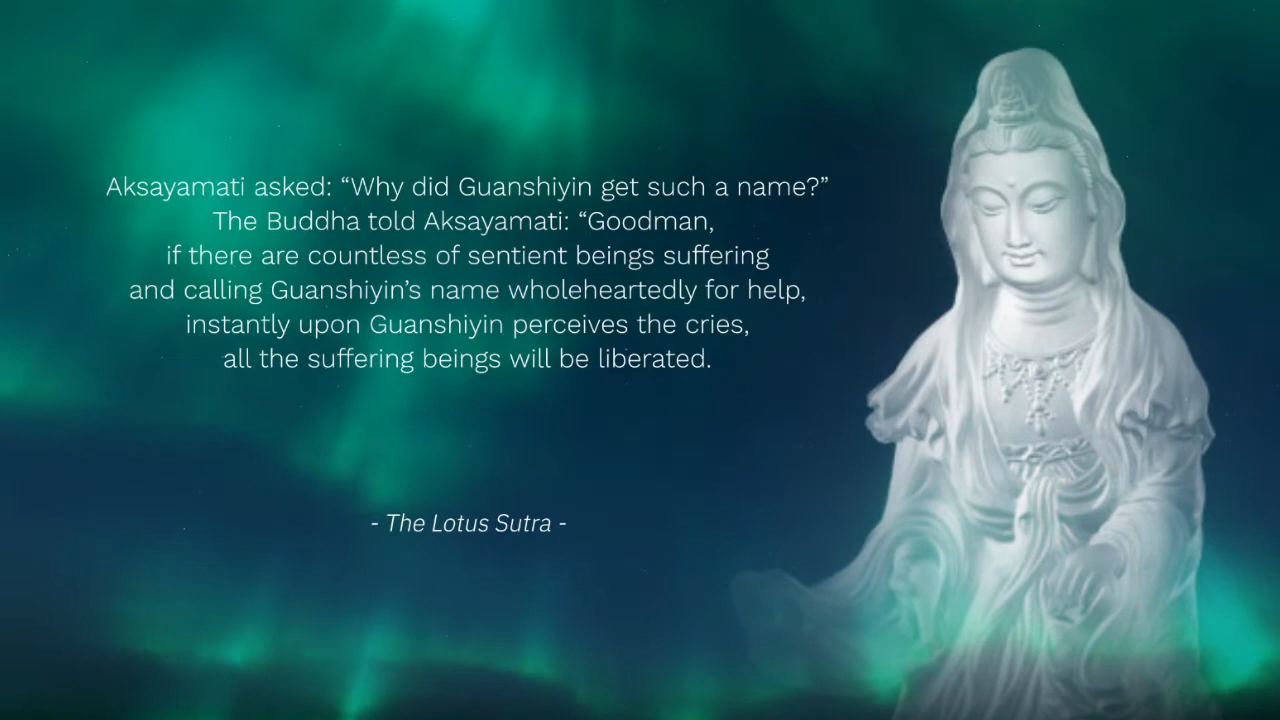 Aksayamati asked: “Why did Guanshiyin get such a name?”
The Buddha told Aksayamati: “Goodman,
if there are countless of sentient beings suffering
and calling Guanshiyin’s name wholeheartedly for help,
instantly upon Guanshiyin perceives the cries,
all the suffering beings will be liberated.
- The Lotus Sutra -